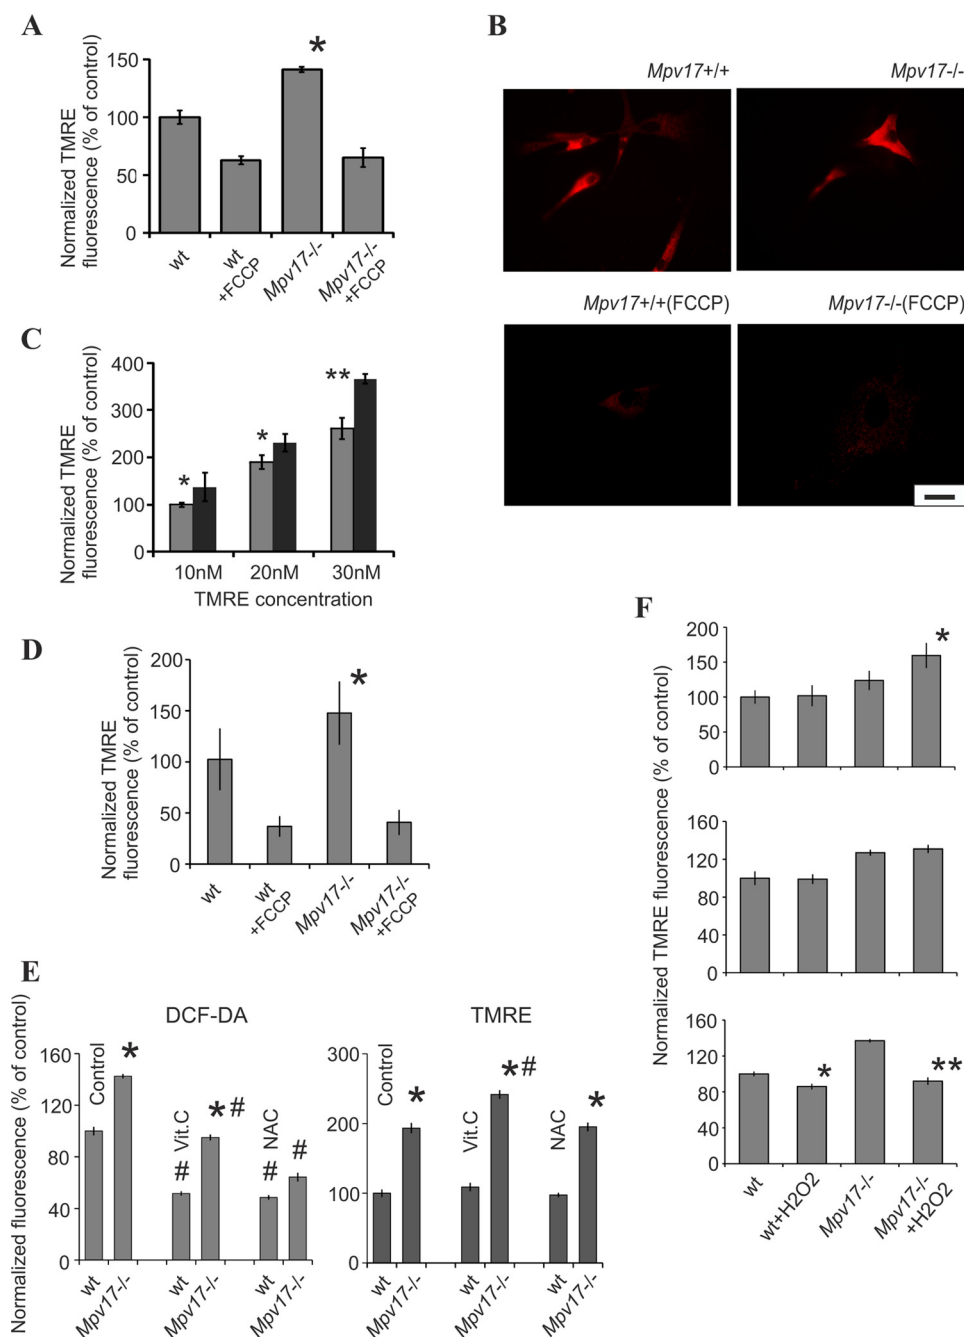 A
Normalized TMRE
fluorescence (% of control)
150
100
50
0
*
wt
wt
+FCCP
Mpv17-/-
Mpv17-/-
+FCCP
B
Mpv17+/+
Mpv17-/-
Mpv17+/+(FCCP)
Mpv17-/-(FCCP)
C
Normalized TMRE
fluorescence (% of control)
400
300
200
100
0
*
*
**
10nM 20nM 30nM
TMRE concentration
D
Normalized TMRE
fluorescence (% of control)
200
150
100
50
0
*
wt
wt
+FCCP
Mpv17-/-
Mpv17-/-
+FCCP
E
Normalized fluorescence (% of control)
DCF-DA
160
120
80
40
0
Control
*
Vit.C
#
* #
NAC
#
#
wt
Mpv17-/-
wt
Mpv17-/-
wt
Mpv17-/-
TMRE
300
200
100
0
Control
*
Vit.C
* #
NAC
*
wt
Mpv17-/-
wt
Mpv17-/-
wt
Mpv17-/-
F
Normalized TMRE fluorescence (% of control)
200
150
100
50
0
*
160
120
80
40
0
160
120
80
40
0
*
**
wt
wt+H2O2
Mpv17-/-
Mpv17-/-
+H2O2